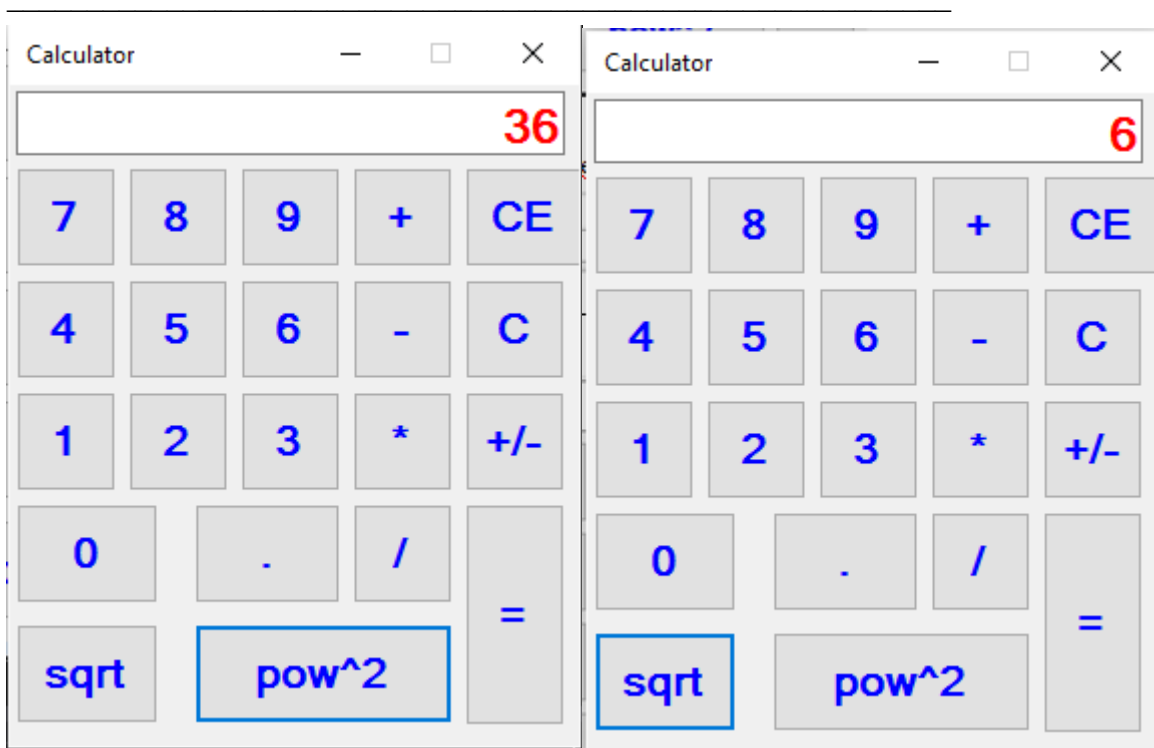 Calculator
36
7 8 9 + CE
4 5 6 - C
1 2 3 * +/-
0 . /
=
sqrt pow^2
Calculator
6
7 8 9 + CE
4 5 6 - C
1 2 3 * +/-
0 . /
=
sqrt pow^2